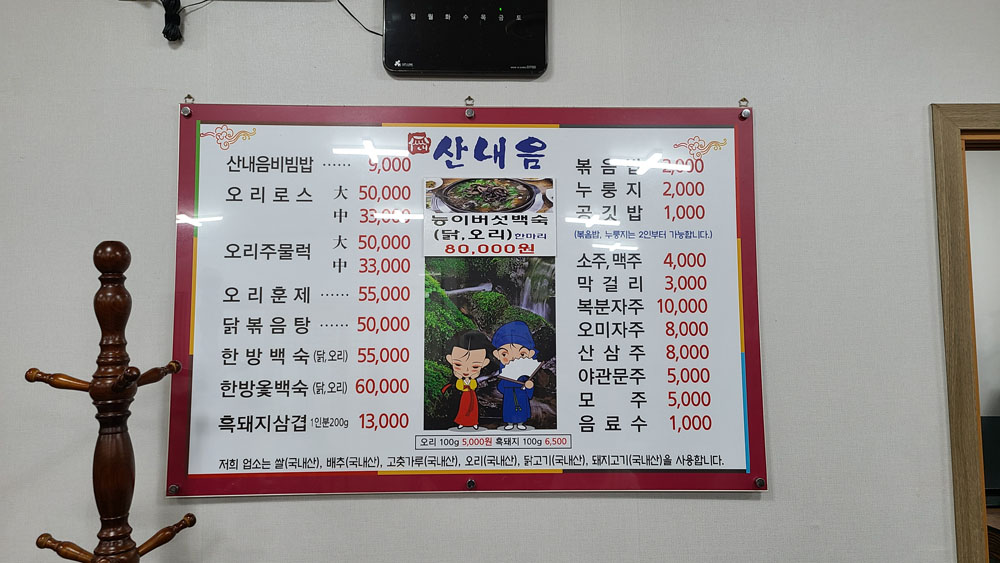 일 월 화 수 목 금 토
산내음
산내음비빔밥 …… 9,000
오리로스 大 50,000
中 33,000
오리주물럭 大 50,000
中 33,000
오리훈제 …… 55,000
닭볶음탕 …… 50,000
한방백숙 (닭,오리) 55,000
한방옻백숙 (닭,오리) 60,000
흑돼지삼겹 1인분200g 13,000
능이버섯백숙
(닭,오리) 한마리
80,000원
오리 100g 5,000원 흑돼지 100g 6,500
볶음밥 2,000
누룽지 2,000
공깃밥 1,000
(볶음밥, 누룽지는 2인부터 가능합니다.)
소주, 맥주 4,000
막걸리 3,000
복분자주 10,000
오미자주 8,000
산삼주 8,000
야관문주 5,000
모주 5,000
음료수 1,000
저희 업소는 쌀(국내산), 배추(국내산), 고춧가루(국내산), 오리(국내산), 닭고기(국내산), 돼지고기(국내산)을 사용합니다.